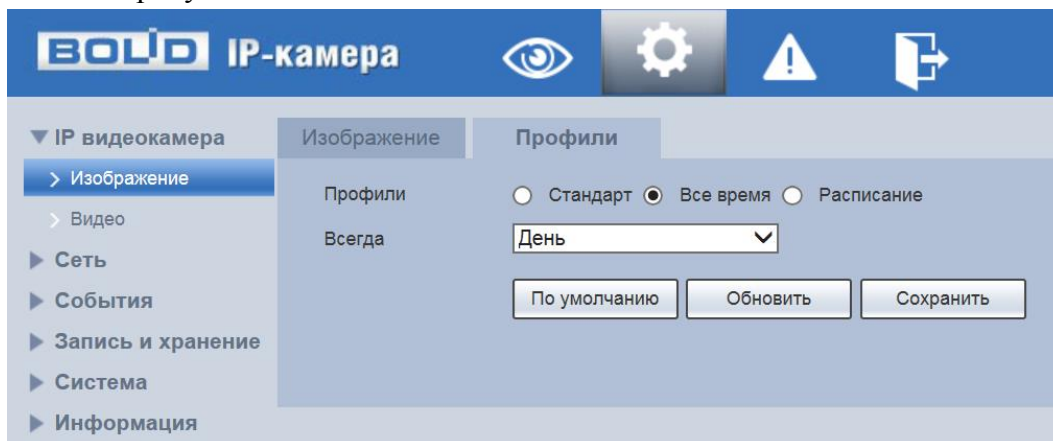 BOLID IP-камера
IP видеокамера
Изображение
Профили
Изображение
Профили
Стандарт
Все время
Расписание
Видео
Всегда
День
Сеть
События
По умолчанию
Обновить
Сохранить
Запись и хранение
Система
Информация